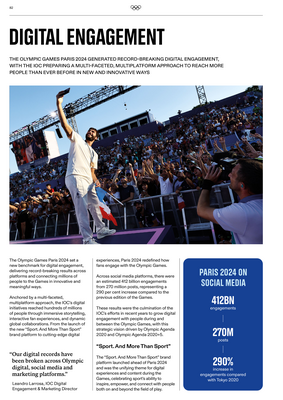 DIGITAL ENGAGEMENT
THE OLYMPIC GAMES PARIS 2024 GENERATED RECORD-BREAKING DIGITAL ENGAGEMENT,
WITH THE IOC PREPARING A MULTI-FACETED, MULTIPLATFORM APPROACH TO REACH MORE
PEOPLE THAN EVER BEFORE IN NEW AND INNOVATIVE WAYS
The Olympic Games Paris 2024 set a
new benchmark for digital engagement,
delivering record-breaking results across
platforms and connecting millions of
people to the Games in innovative and
meaningful ways.
Anchored by a multi-faceted,
multiplatform approach, the IOC's digital
initiatives reached hundreds of millions
of people through immersive storytelling,
interactive fan experiences, and dynamic
global collaborations. From the launch of
the new "Sport. And More Than Sport"
brand platform to cutting-edge digital
"Our digital records have
been broken across Olympic
digital, social media and
marketing platforms."
Leandro Larrosa, IOC Digital
Engagement & Marketing Director
experiences, Paris 2024 redefined how
fans engage with the Olympic Games.
Across social media platforms, there were
an estimated 412 billion engagements
from 270 million posts, representing a
290 per cent increase compared to the
previous edition of the Games.
These results were the culmination of the
IOC's efforts in recent years to grow digital
engagement with people during and
between the Olympic Games, with this
strategic vision driven by Olympic Agenda
2020 and Olympic Agenda 2020+5.
"Sport. And More Than Sport"
The "Sport. And More Than Sport" brand
platform launched ahead of Paris 2024
and was the unifying theme for digital
experiences and content during the
Games, celebrating sport's ability to
inspire, empower, and connect with people
both on and beyond the field of play.
PARIS 2024 ON
SOCIAL MEDIA
412BN
engagements
270M
posts
290%
increase in
engagements compared
with Tokyo 2020